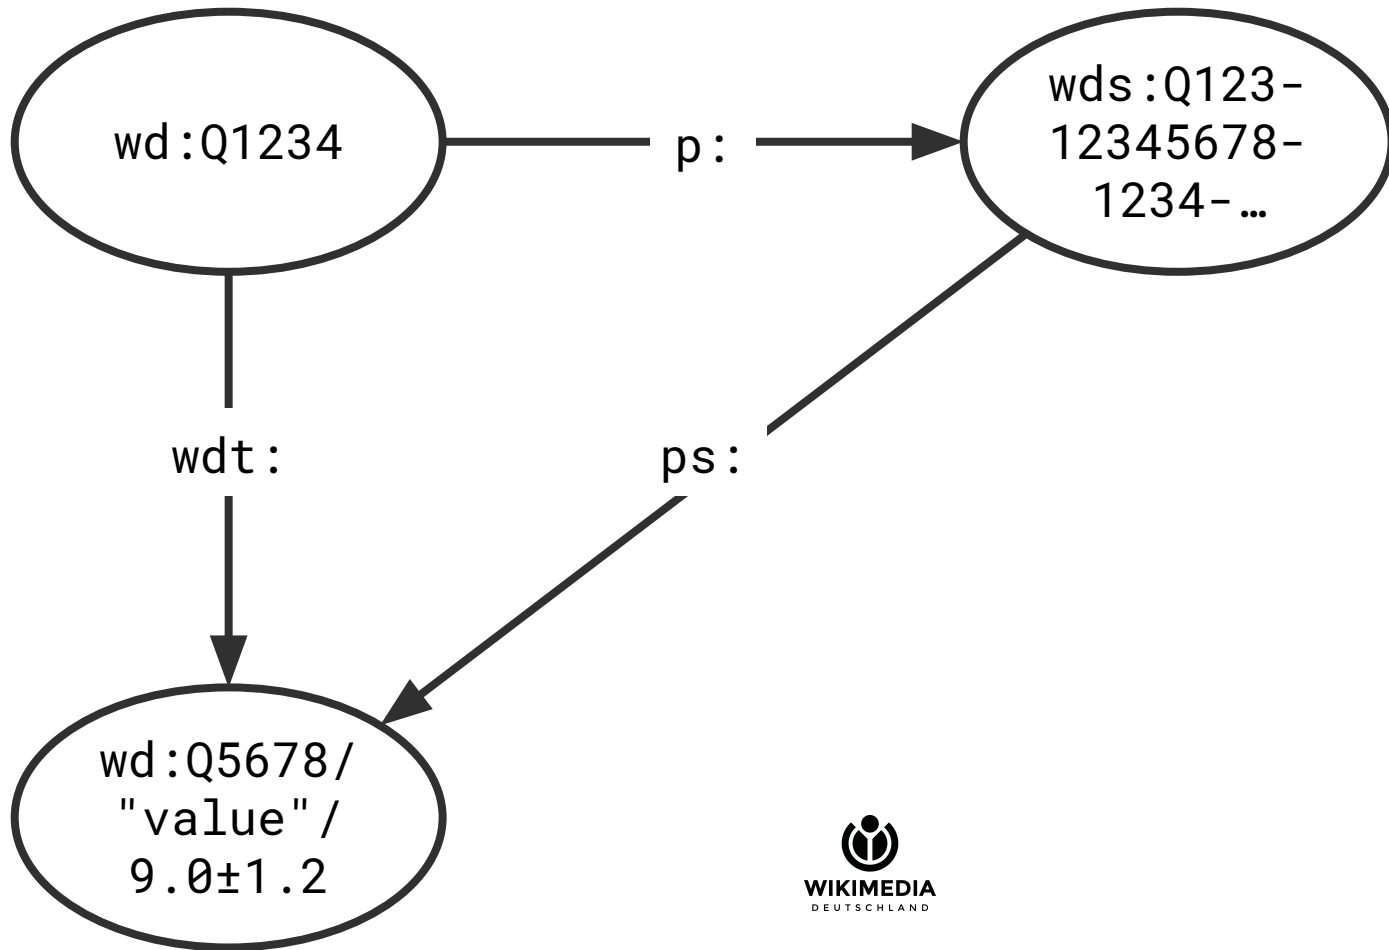 wd:Q1234
p:
wds:Q123-
12345678-
1234-…
wdt:
ps:
wd:Q5678/
"value"/
9.0±1.2
WIKIMEDIA
DEUTSCHLAND